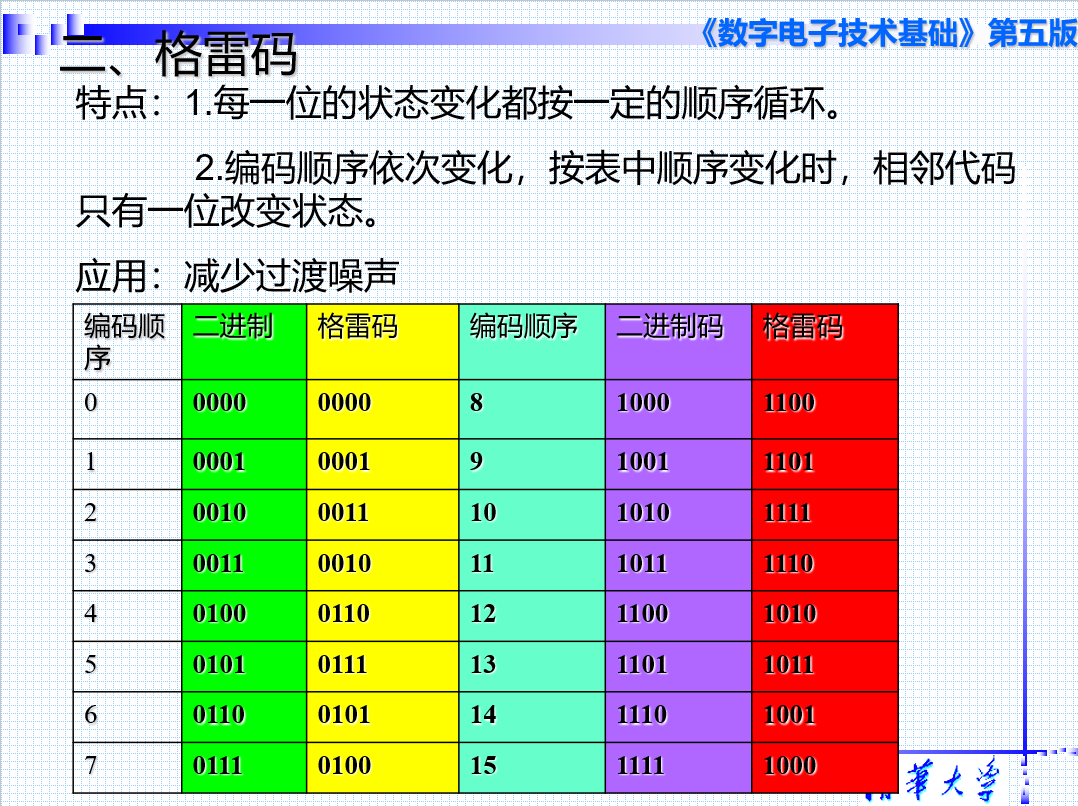 《数字电子技术基础》第五版
二、格雷码
特点：1.每一位的状态变化都按一定的顺序循环。
2.编码顺序依次变化，按表中顺序变化时，相邻代码
只有一位改变状态。
应用：减少过渡噪声
编码顺序 二进制 格雷码 编码顺序 二进制码 格雷码
0 0000 0000 8 1000 1100
1 0001 0001 9 1001 1101
2 0010 0011 10 1010 1111
3 0011 0010 11 1011 1110
4 0100 0110 12 1100 1010
5 0101 0111 13 1101 1011
6 0110 0101 14 1110 1001
7 0111 0100 15 1111 1000
華大学